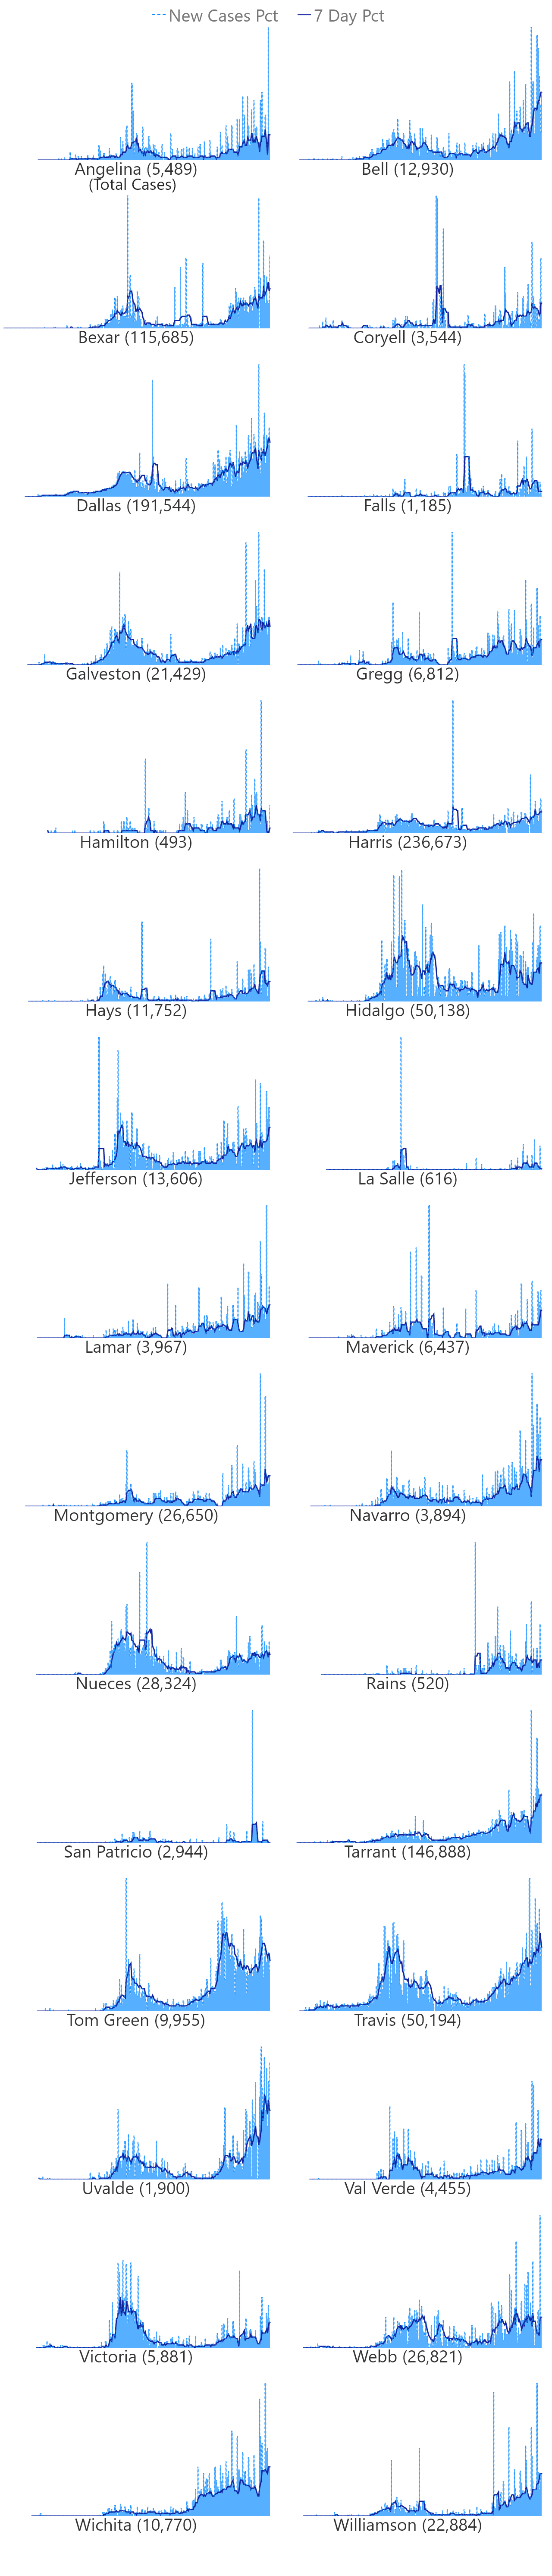 New Cases Pct 7 Day Pct
Angelina (5,489) Bell (12,930)
(Total Cases)
Bexar (115,685) Coryell (3,544)
Dallas (191,544) Falls (1,185)
Galveston (21,429) Gregg (6,812)
Hamilton (493) Harris (236,673)
Hays (11,752) Hidalgo (50,138)
Jefferson (13,606) La Salle (616)
Lamar (3,967) Maverick (6,437)
Montgomery (26,650) Navarro (3,894)
Nueces (28,324) Rains (520)
San Patricio (2,944) Tarrant (146,888)
Tom Green (9,955) Travis (50,194)
Uvalde (1,900) Val Verde (4,455)
Victoria (5,881) Webb (26,821)
Wichita (10,770) Williamson (22,884)